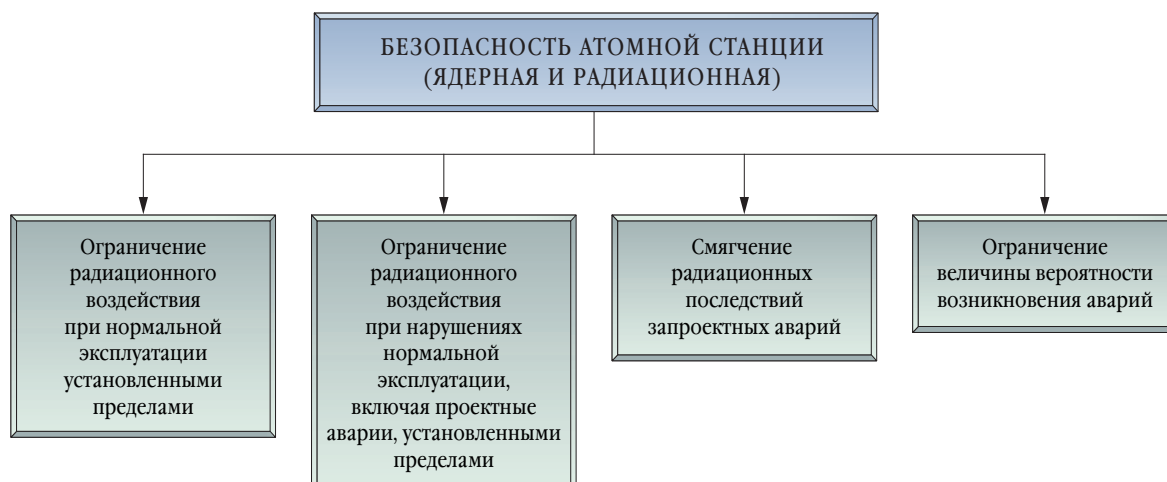 БЕЗОПАСНОСТЬ АТОМНОЙ СТАНЦИИ
(ЯДЕРНАЯ И РАДИАЦИОННАЯ)
Ограничение
радиационного
воздействия
при нормальной
эксплуатации
установленными
пределами
Ограничение
радиационного
воздействия
при нарушениях
нормальной
эксплуатации,
включая проектные
аварии, установленными
пределами
Смягчение
радиационных
последствий
запроектных аварий
Ограничение
величины вероятности
возникновения аварий